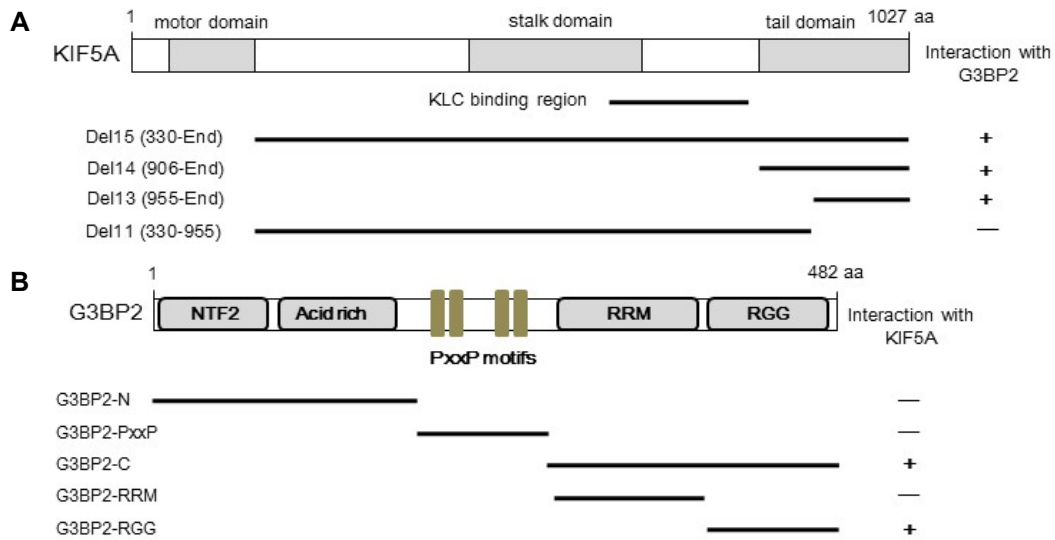 A
1 motor domain stalk domain tail domain 1027 aa
KIF5A
Interaction with
G3BP2
KLC binding region
Del15 (330-End) +
Del14 (906-End) +
Del13 (955-End) +
Del11 (330-955) —
B
1 482 aa
G3BP2 NTF2 Acid rich RRM RGG
Interaction with
KIF5A
PxxP motifs
G3BP2-N —
G3BP2-PxxP —
G3BP2-C +
G3BP2-RRM —
G3BP2-RGG +